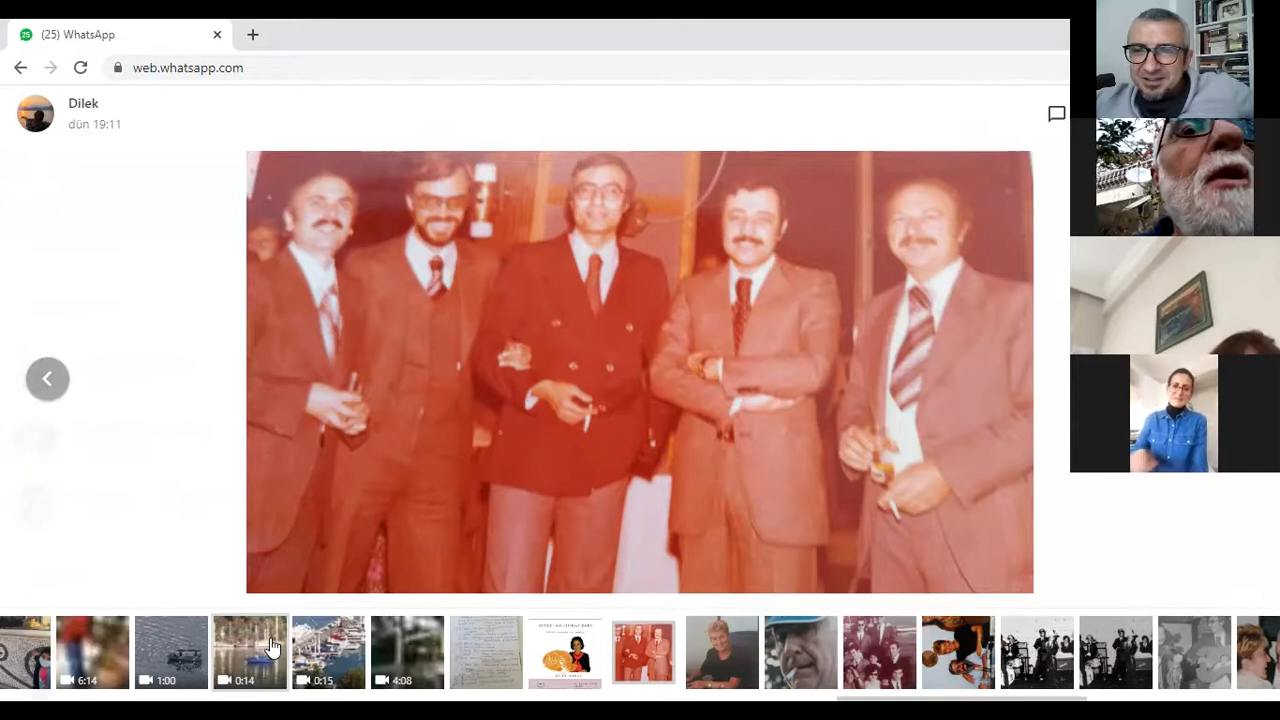 25 (25) WhatsApp
web.whatsapp.com
Dilek
dün 19:11
6:14
1:00
0:14
0:15
4:08